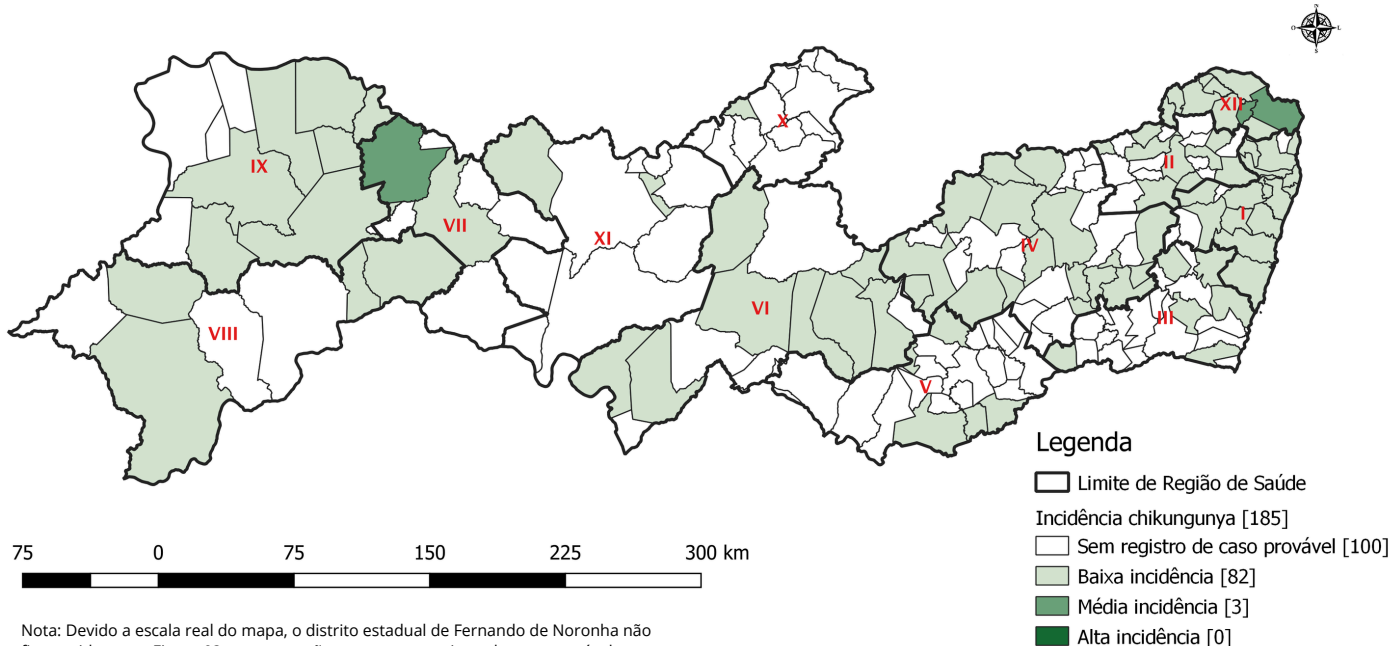 N
O
L
S
XII
X
II
IX
I
VII
XI
IV
VI
III
VIII
V
Legenda
Limite de Região de Saúde
Incidência chikungunya [185]
Sem registro de caso provável [100]
Baixa incidência [82]
Média incidência [3]
Alta incidência [0]
75 0 75 150 225 300 km
Nota: Devido a escala real do mapa, o distrito estadual de Fernando de Noronha não